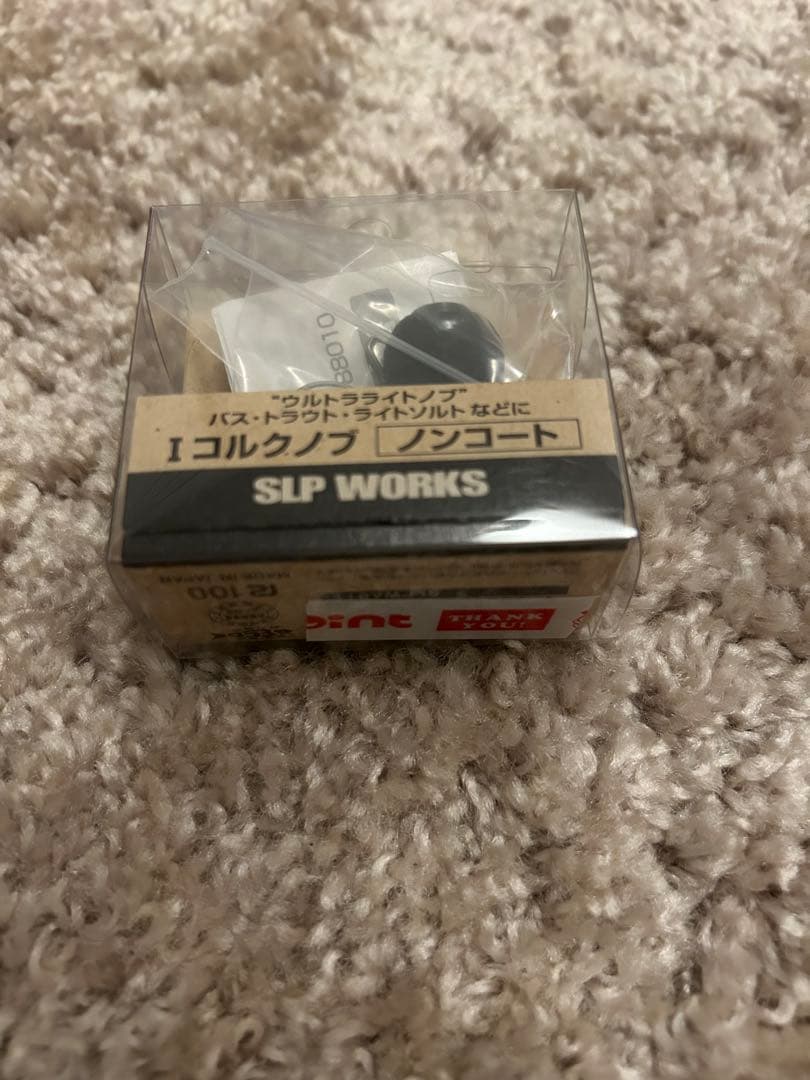 88010
"ウルトラライトノブ"
バス・トラウト・ライトソルトなどに
I コルクノブ ノンコート
SLP WORKS
MADE IN JAPAN
THANK
YOU!!